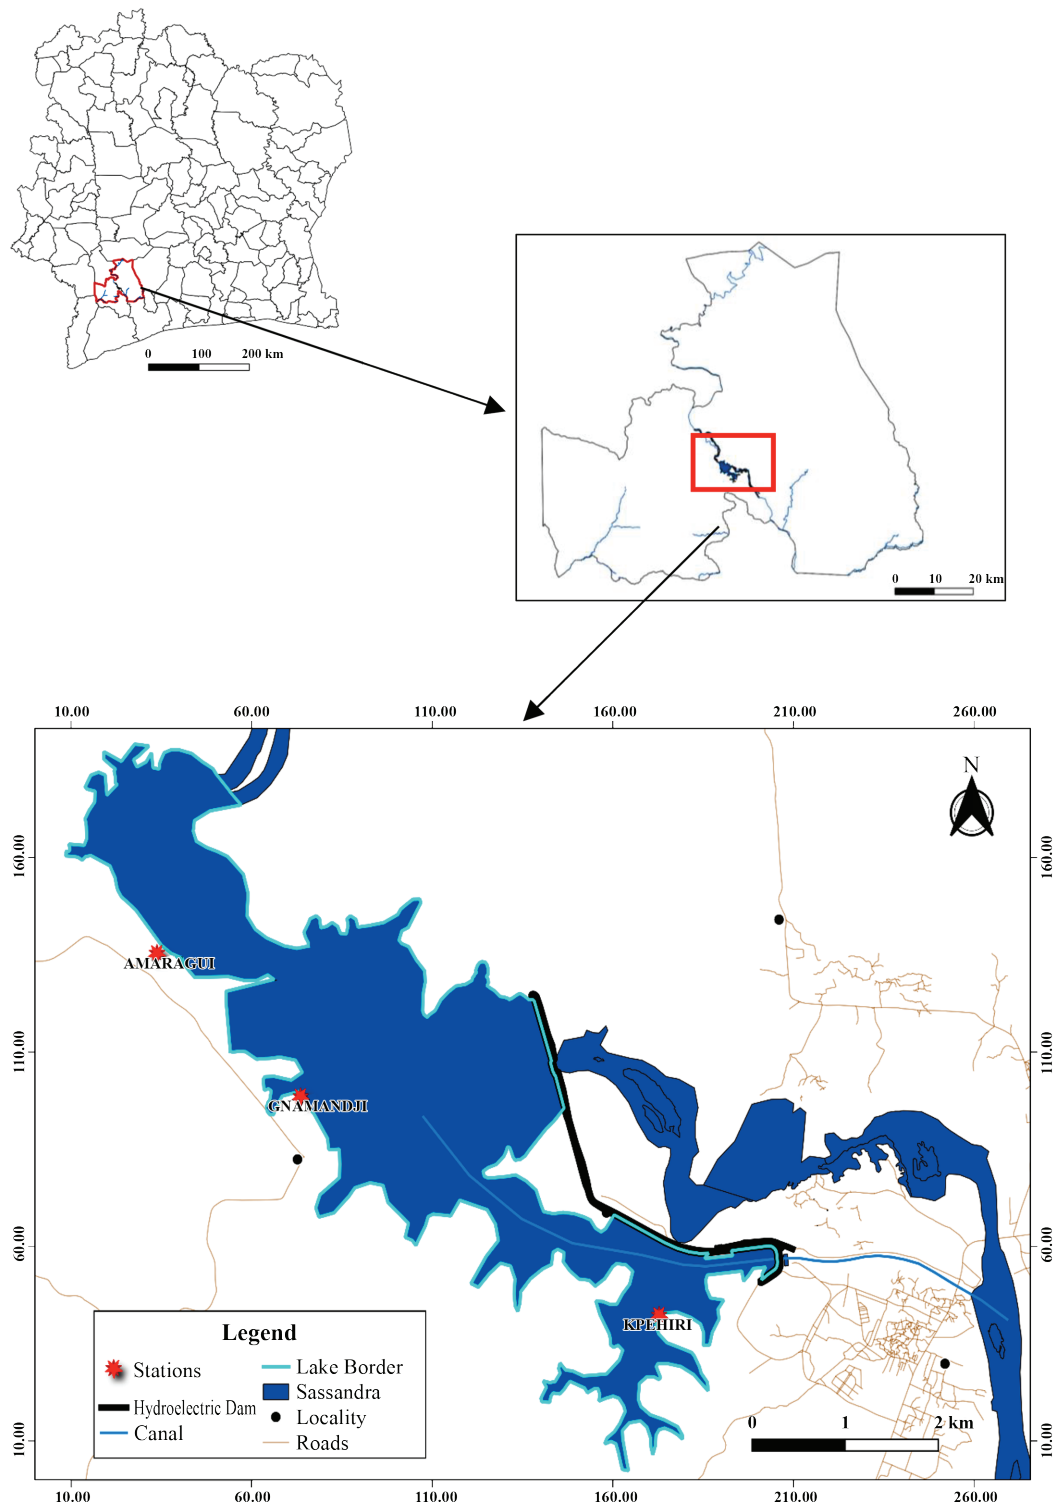 0 100 200 km
0 10 20 km
10.00 60.00 110.00 160.00 210.00 260.00
N
160.00 160.00
AMARAGUI
110.00 110.00
GNAMANDJI
60.00 60.00
KPEHIRI
Legend
Stations
Hydroelectric Dam
Canal
Lake Border
Sassandra
Locality
Roads
0 1 2 km
10.00 10.00
10.00 60.00 110.00 160.00 210.00 260.00